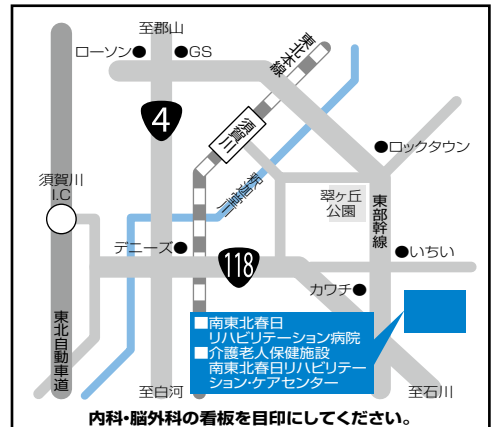 至郡山
ローソン
GS
東北本線
4
須賀川
ロックタウン
釈迦堂川
須賀川
I.C
翠ヶ丘
公園
東部幹線
デニーズ
118
いちい
カワチ
東北自動車道
■南東北春日
リハビリテーション病院
■介護老人保健施設
南東北春日リハビリテー
ション・ケアセンター
至白河
至石川
内科・脳外科の看板を目印にしてください。